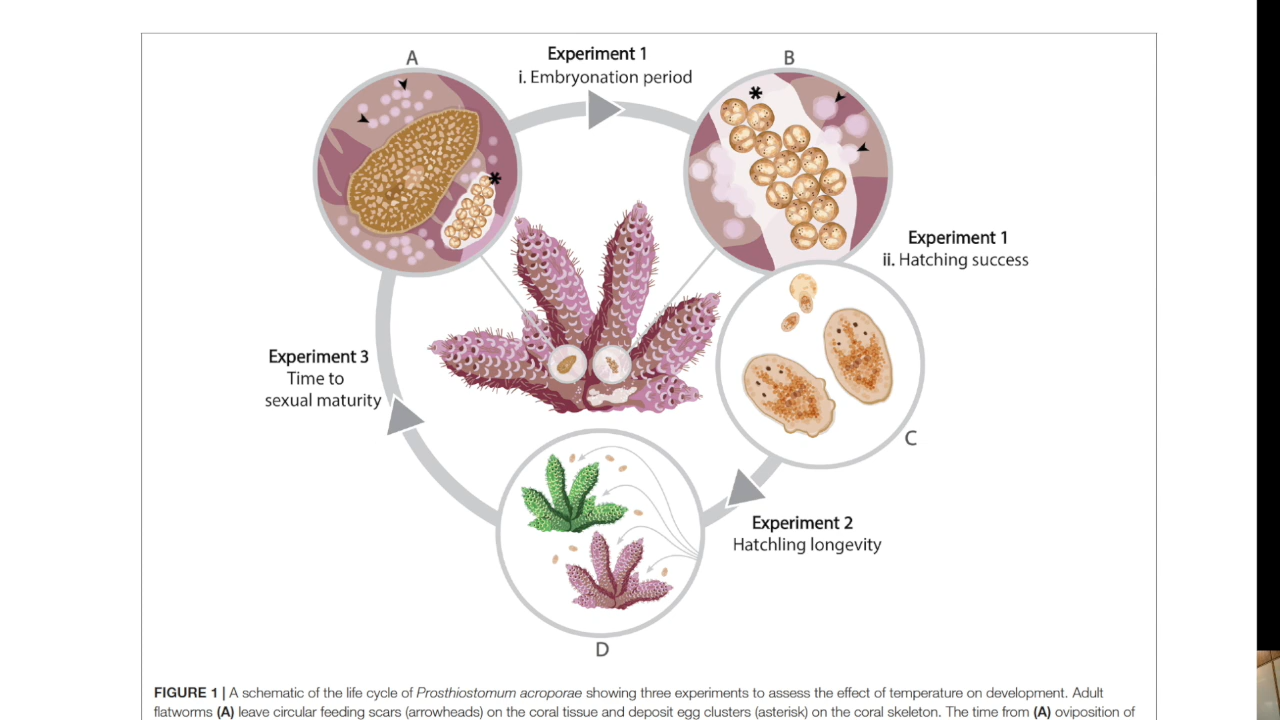 A
Experiment 1
i. Embryonation period
B
*
*
Experiment 1
ii. Hatching success
Experiment 3
Time to
sexual maturity
C
Experiment 2
Hatchling longevity
D
FIGURE 1 | A schematic of the life cycle of Prosthiostomum acroporae showing three experiments to assess the effect of temperature on development. Adult
flatworms (A) leave circular feeding scars (arrowheads) on the coral tissue and deposit egg clusters (asterisk) on the coral skeleton. The time from (A) oviposition of